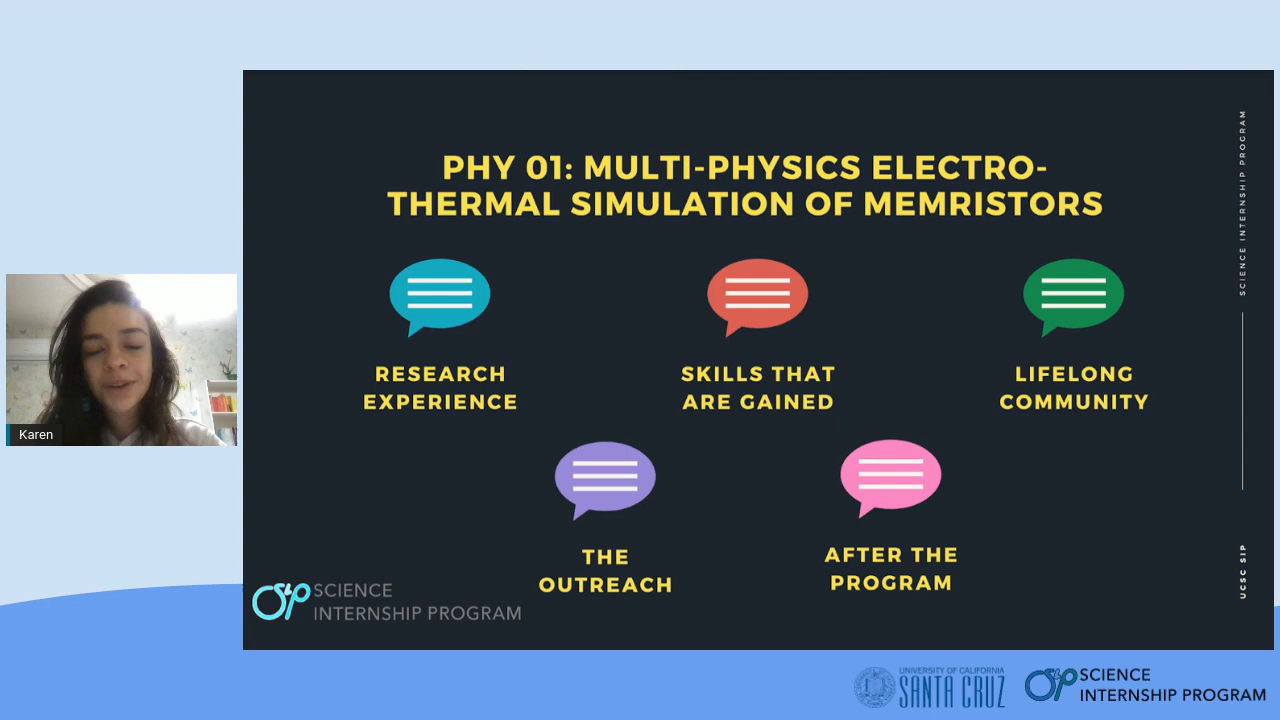 PHY 01: MULTI-PHYSICS ELECTRO-
THERMAL SIMULATION OF MEMRISTORS
RESEARCH
EXPERIENCE
SKILLS THAT
ARE GAINED
LIFELONG
COMMUNITY
THE
OUTREACH
AFTER THE
PROGRAM
SCIENCE INTERNSHIP PROGRAM
UCSC SIP
Karen
SIP SCIENCE
INTERNSHIP PROGRAM
UNIVERSITY OF CALIFORNIA
SANTA CRUZ
SIP SCIENCE
INTERNSHIP PROGRAM